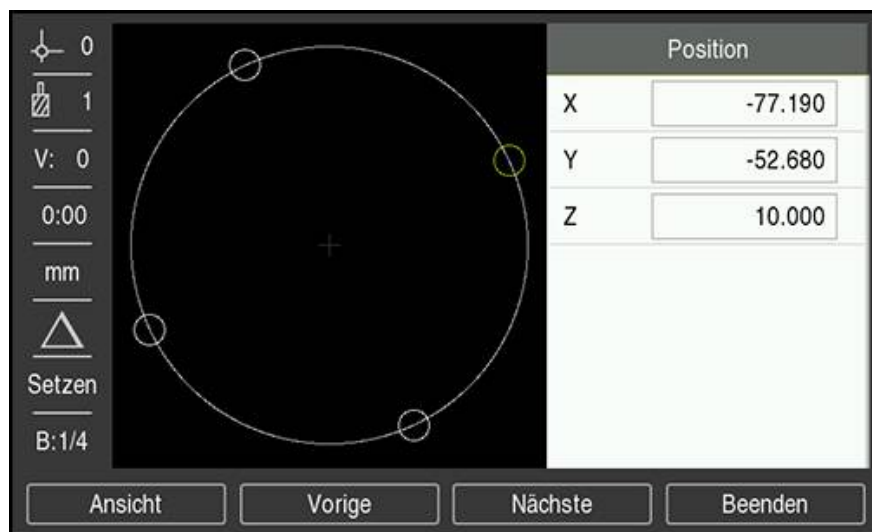 0
1
V: 0
0:00
mm
Setzen
B:1/4
Position
X -77.190
Y -52.680
Z 10.000
Ansicht Vorige Nächste Beenden